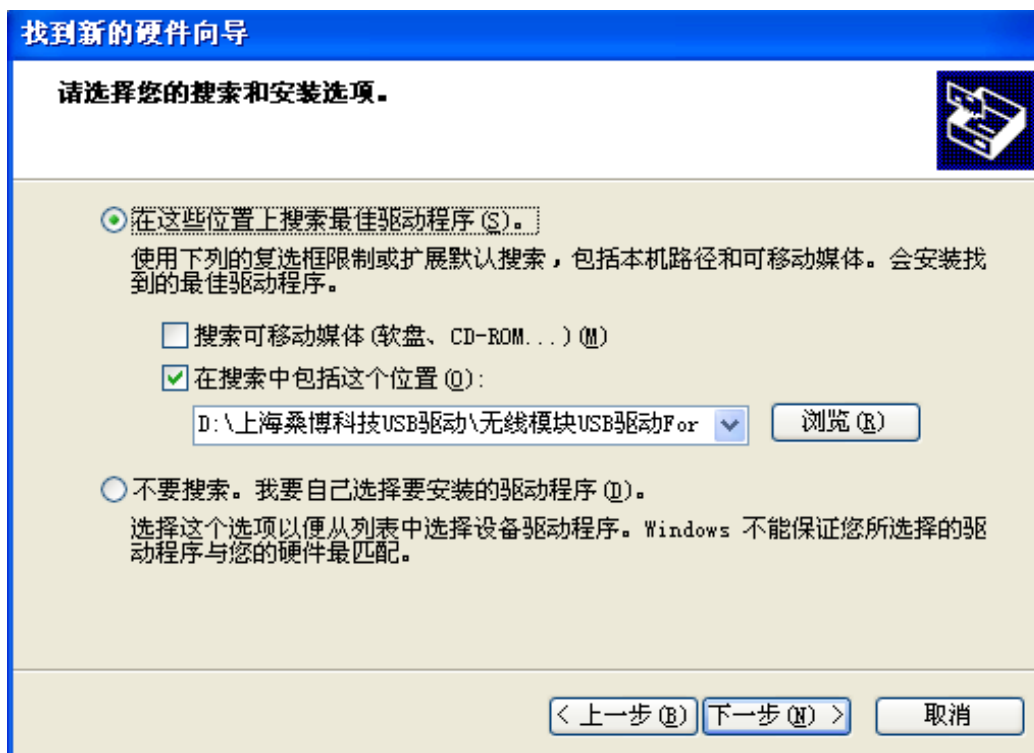 找到新的硬件向导
请选择您的搜索和安装选项。
在这些位置上搜索最佳驱动程序(S)。
使用下列的复选框限制或扩展默认搜索,包括本机路径和可移动媒体。会安装找
到的最佳驱动程序。
搜索可移动媒体(软盘、CD-ROM...)(M)
在搜索中包括这个位置(O):
D:\上海桑博科技USB驱动\无线模块USB驱动For
浏览(R)
不要搜索。我要自己选择要安装的驱动程序(D)。
选择这个选项以便从列表中选择设备驱动程序。Windows 不能保证您所选择的驱
动程序与您的硬件最匹配。
< 上一步(B) 下一步(N) > 取消